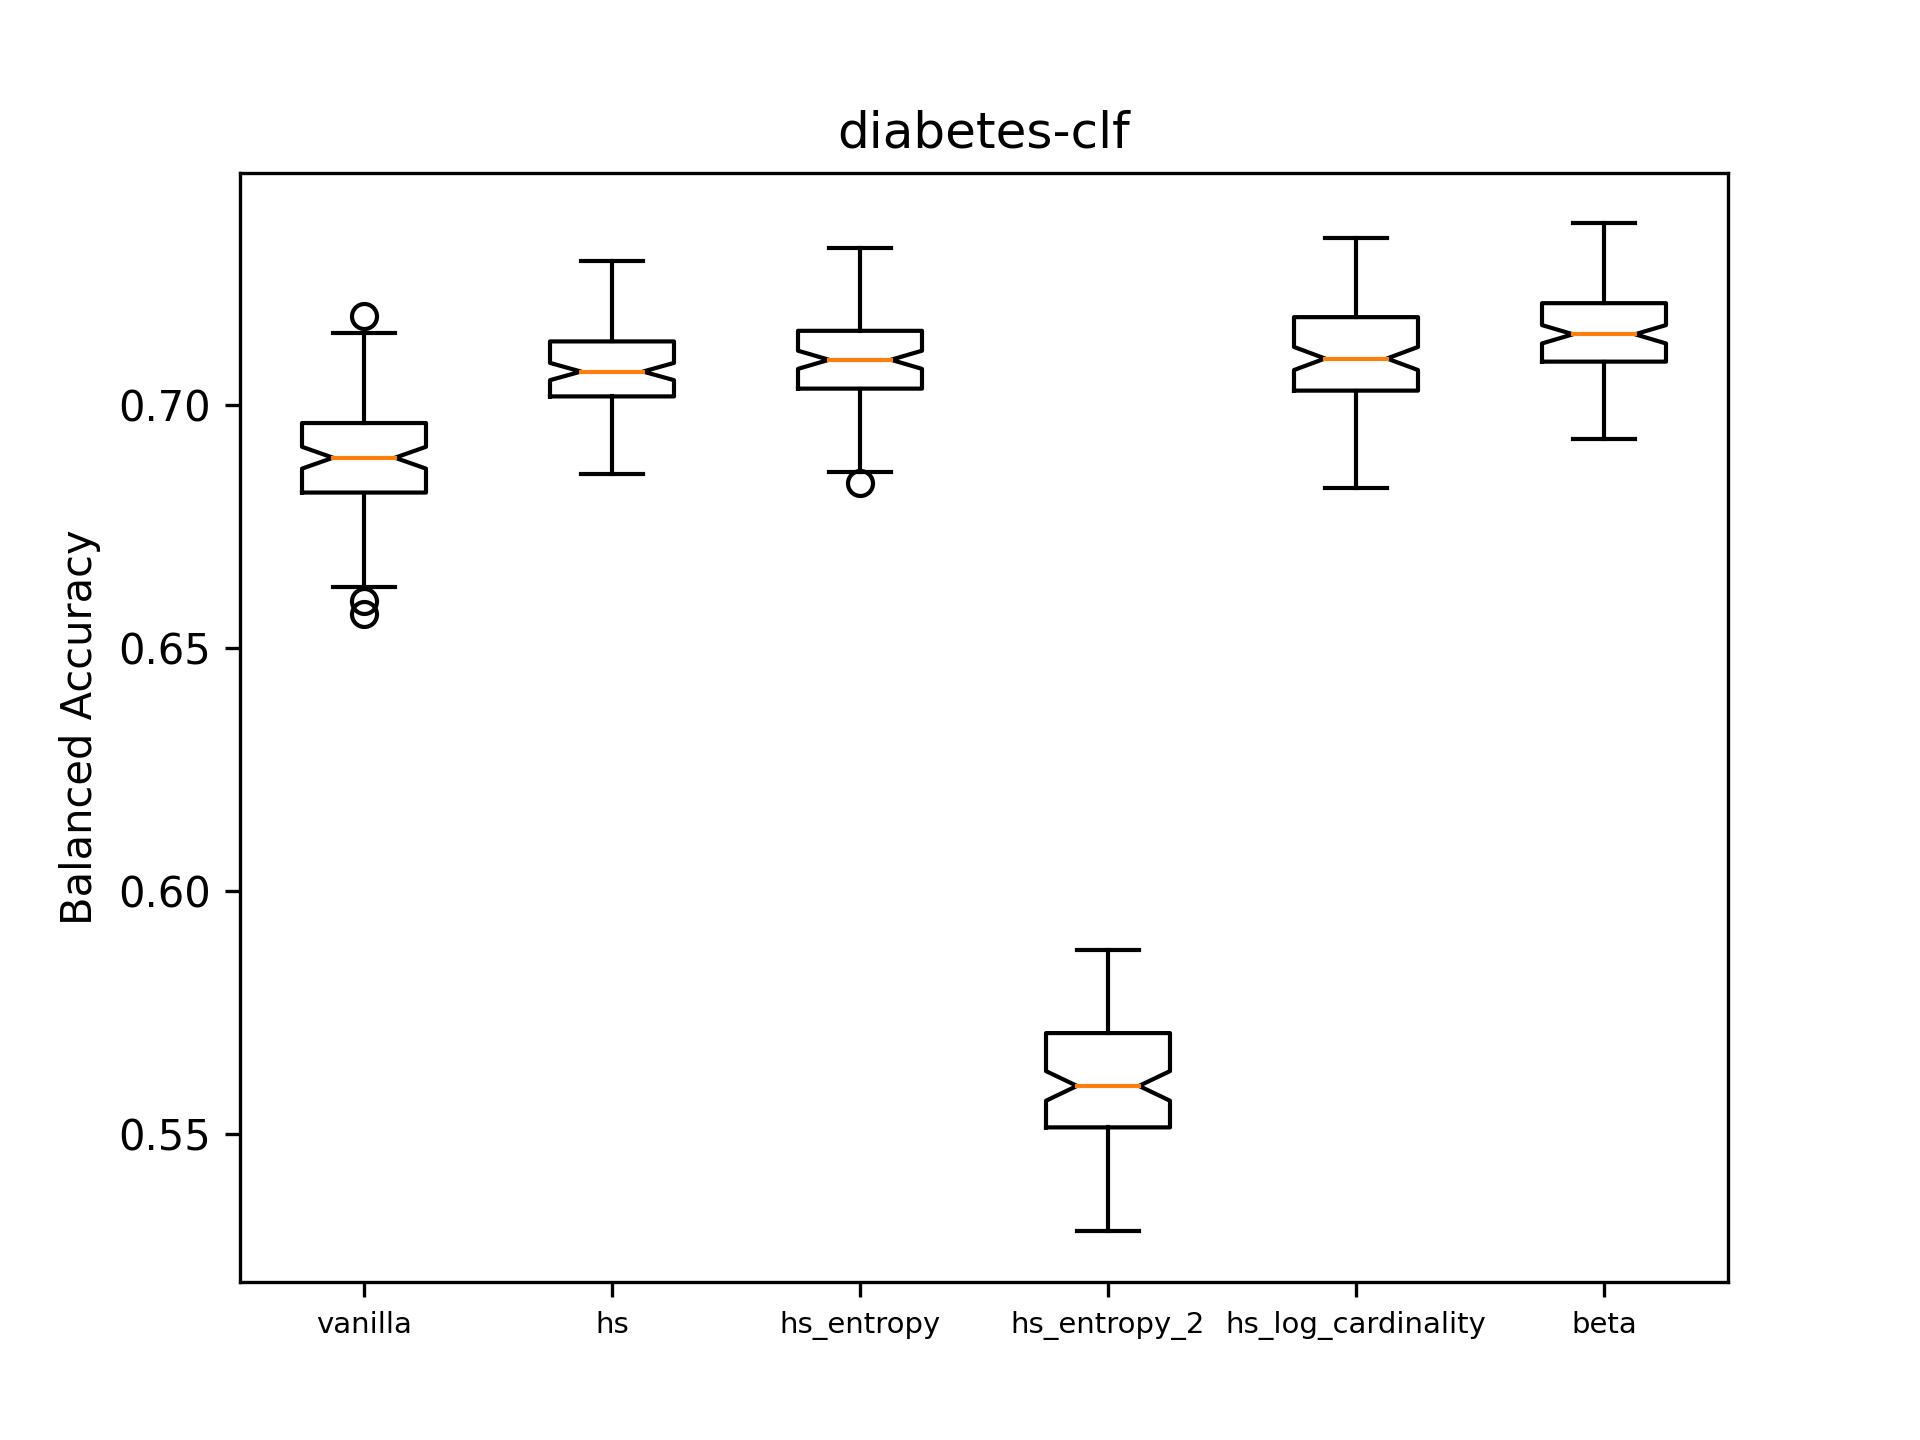 diabetes-clf
Balanced Accuracy
0.70
0.65
0.60
0.55
vanilla
hs
hs_entropy
hs_entropy_2
hs_log_cardinality
beta